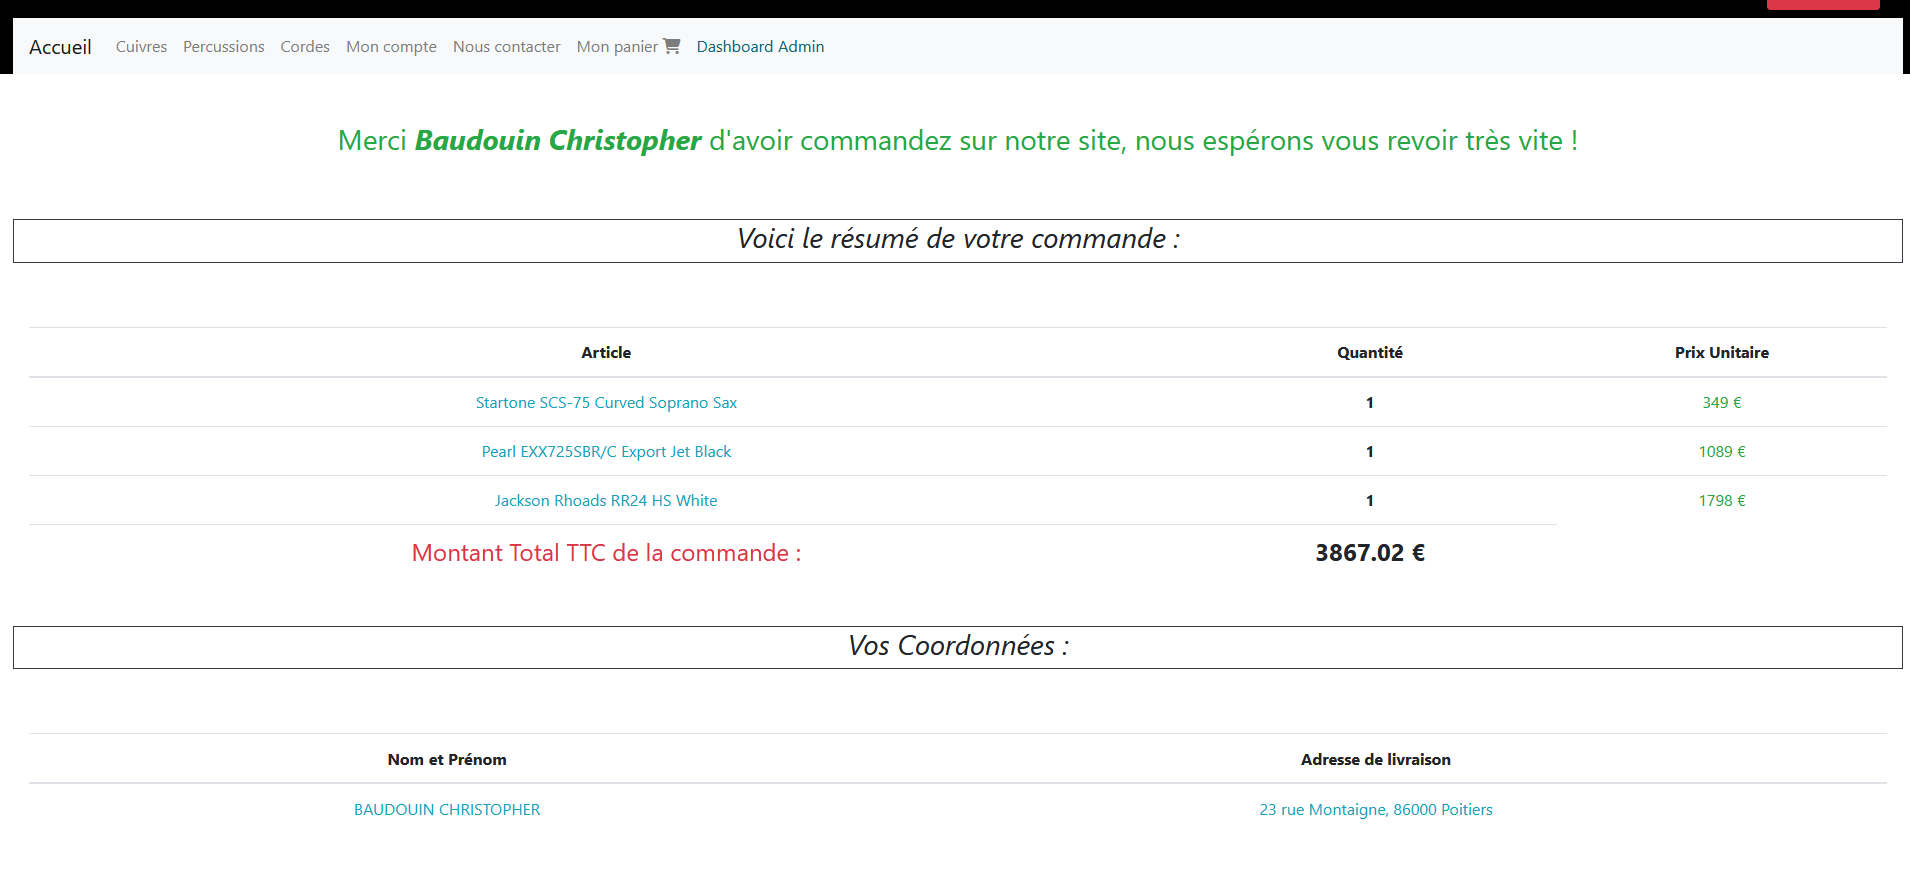 Accueil Cuivres Percussions Cordes Mon compte Nous contacter Mon panier Dashboard Admin
Merci Baudouin Christopher d'avoir commandez sur notre site, nous espérons vous revoir très vite !
Voici le résumé de votre commande :
Article Quantité Prix Unitaire
Startone SCS-75 Curved Soprano Sax 1 349 €
Pearl EXX725SBR/C Export Jet Black 1 1089 €
Jackson Rhoads RR24 HS White 1 1798 €
Montant Total TTC de la commande : 3867.02 €
Vos Coordonnées :
Nom et Prénom Adresse de livraison
BAUDOUIN CHRISTOPHER 23 rue Montaigne, 86000 Poitiers